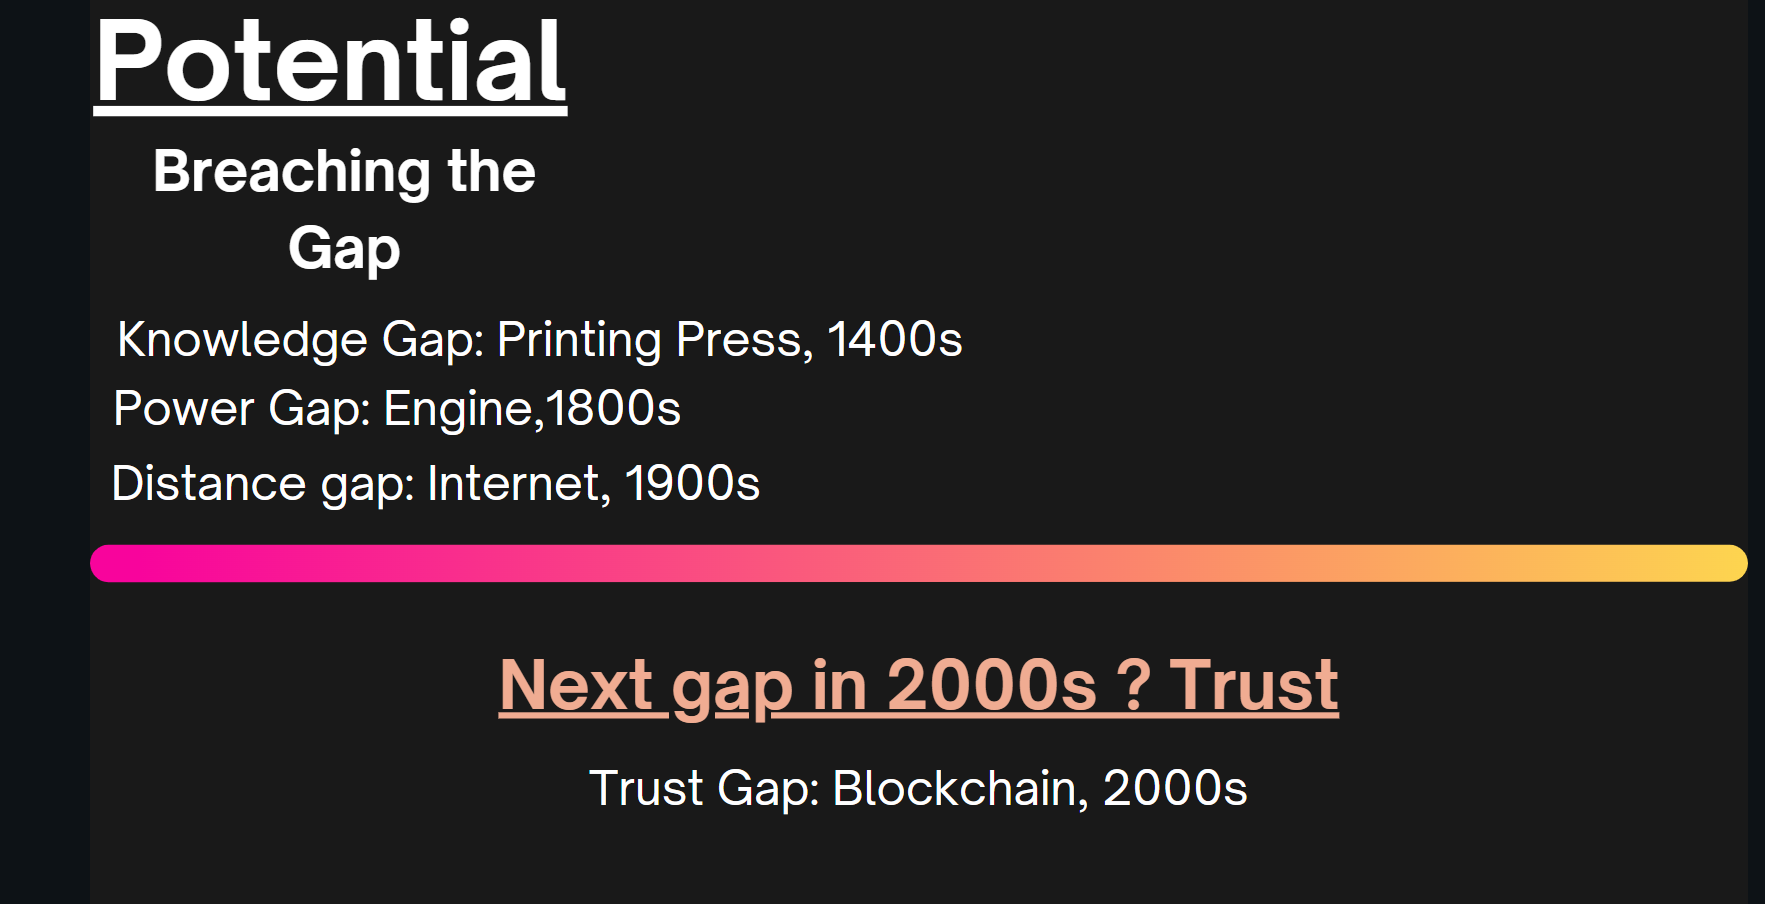 Potential
Breaching the
Gap
Knowledge Gap: Printing Press, 1400s
Power Gap: Engine,1800s
Distance gap: Internet, 1900s
Next gap in 2000s ? Trust
Trust Gap: Blockchain, 2000s